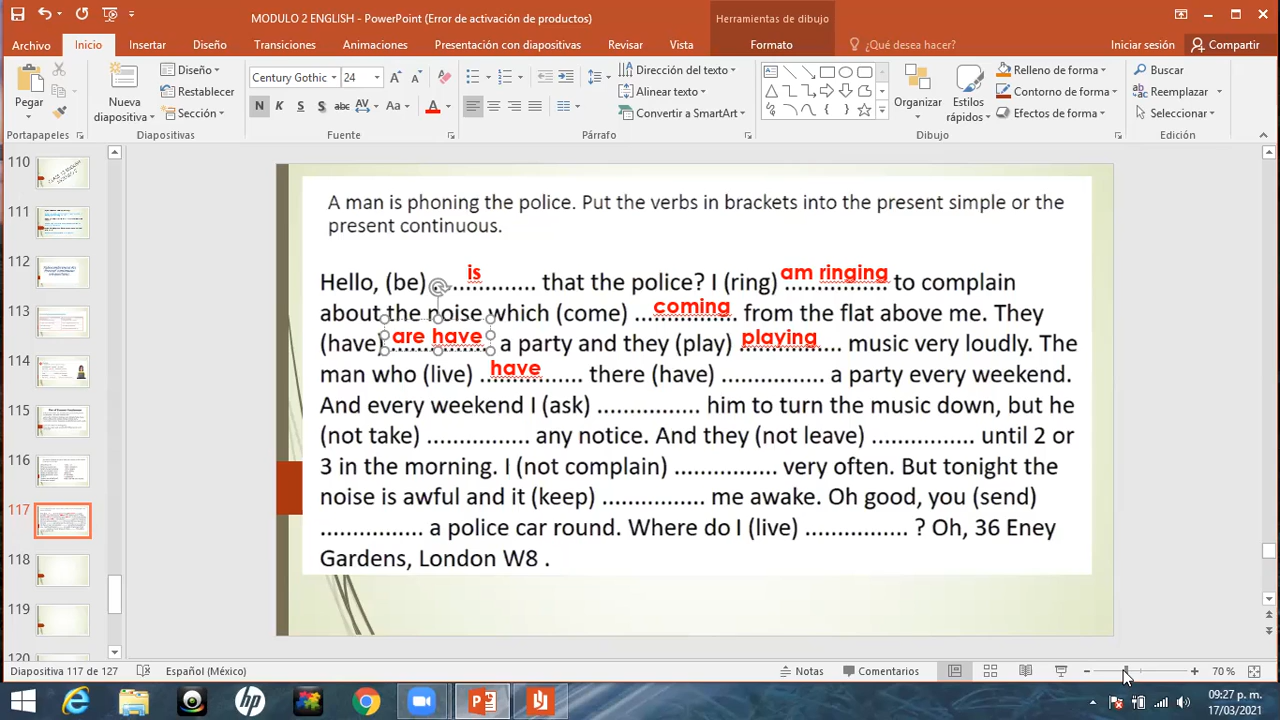 MODULO 2 ENGLISH - PowerPoint (Error de activación de productos)
Herramientas de dibujo
Archivo Inicio Insertar Diseño Transiciones Animaciones Presentación con diapositivas Revisar Vista Formato ¿Qué desea hacer? Iniciar sesión Compartir
Pegar
Nueva diapositiva
Diseño
Restablecer
Sección
Century Gothic 24
N K S S abc AV Aa A
Dirección del texto
Alinear texto
Convertir a SmartArt
Organizar
Estilos rápidos
Relleno de forma
Contorno de forma
Efectos de forma
Buscar
Reemplazar
Seleccionar
Portapapeles Diapositivas Fuente Párrafo Dibujo Edición
110
111
112
113
114
115
116
117
118
119
120
A man is phoning the police. Put the verbs in brackets into the present simple or the
present continuous.
Hello, (be) is ............... that the police? I (ring) am ringing ................ to complain
about the noise which (come) coming ................ from the flat above me. They
(have) are have ................ a party and they (play) playing ................ music very loudly. The
man who (live) have ................ there (have) ................ a party every weekend.
And every weekend I (ask) ................ him to turn the music down, but he
(not take) ................ any notice. And they (not leave) ................ until 2 or
3 in the morning. I (not complain) ................ very often. But tonight the
noise is awful and it (keep) ................ me awake. Oh good, you (send)
................ a police car round. Where do I (live) ................ ? Oh, 36 Eney
Gardens, London W8 .
Diapositiva 117 de 127 Español (México) Notas Comentarios 70 %
09:27 p. m.
17/03/2021